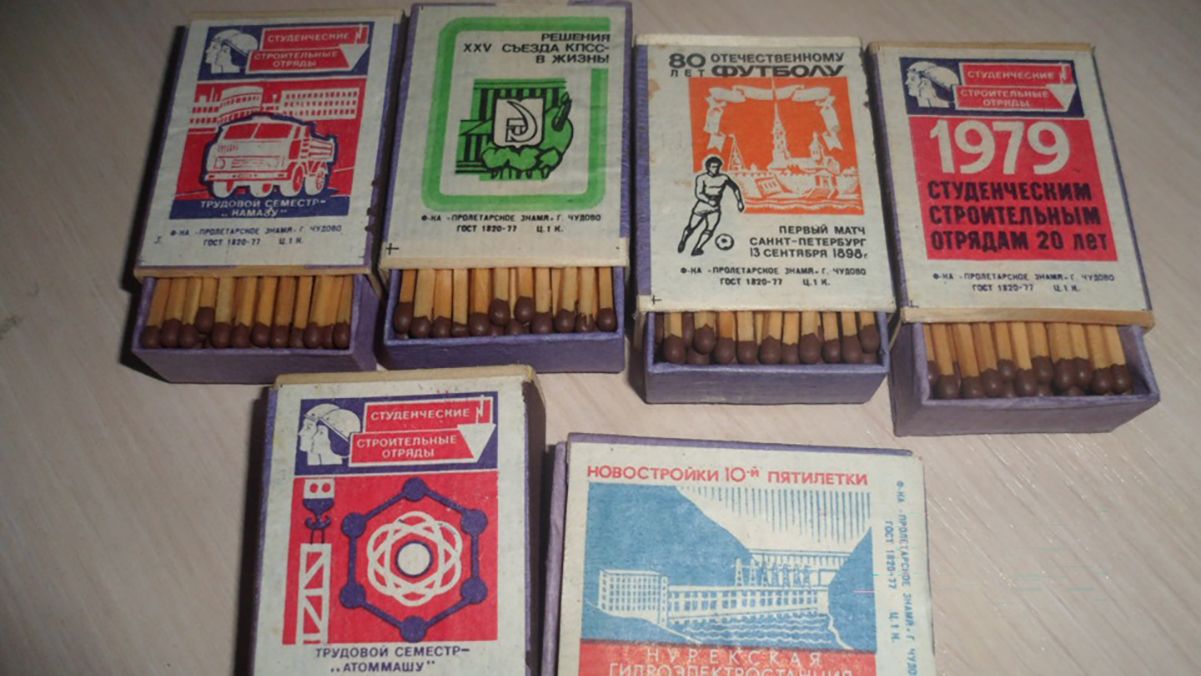 СТУДЕНЧЕСКИЕ
СТРОИТЕЛЬНЫЕ
ОТРЯДЫ
ТРУДОВОЙ СЕМЕСТР-
„КАМАЗУ"
Ф-КА „ПРОЛЕТАРСКОЕ ЗНАМЯ" Г. ЧУДОВО
ГОСТ 1820-77 Ц.1 К.
РЕШЕНИЯ
XXV СЪЕЗДА КПСС-
В ЖИЗНЬ!
Ф-КА „ПРОЛЕТАРСКОЕ ЗНАМЯ" Г. ЧУДОВО
ГОСТ 1820-77 Ц.1 К.
80 ЛЕТ ОТЕЧЕСТВЕННОМУ
ФУТБОЛУ
ПЕРВЫЙ МАТЧ
САНКТ-ПЕТЕРБУРГ
13 СЕНТЯБРЯ 1898 г.
Ф-КА „ПРОЛЕТАРСКОЕ ЗНАМЯ" Г. ЧУДОВО
ГОСТ 1820-77 Ц.1 К.
СТУДЕНЧЕСКИЕ
СТРОИТЕЛЬНЫЕ
ОТРЯДЫ
1979
СТУДЕНЧЕСКИМ
СТРОИТЕЛЬНЫМ
ОТРЯДАМ 20 лет
Ф-КА „ПРОЛЕТАРСКОЕ ЗНАМЯ" Г. ЧУДОВО
ГОСТ 1820-77 Ц.1 К.
СТУДЕНЧЕСКИЕ
СТРОИТЕЛЬНЫЕ
ОТРЯДЫ
ТРУДОВОЙ СЕМЕСТР-
„АТОММАШУ"
НОВОСТРОЙКИ 10-й ПЯТИЛЕТКИ
НУРЕКСКАЯ
ГИДРОЭЛЕКТРОСТАНЦИЯ
Ф-КА „ПРОЛЕТАРСКОЕ ЗНАМЯ" Г. ЧУДО
ГОСТ 1820-77 Ц.1 К.